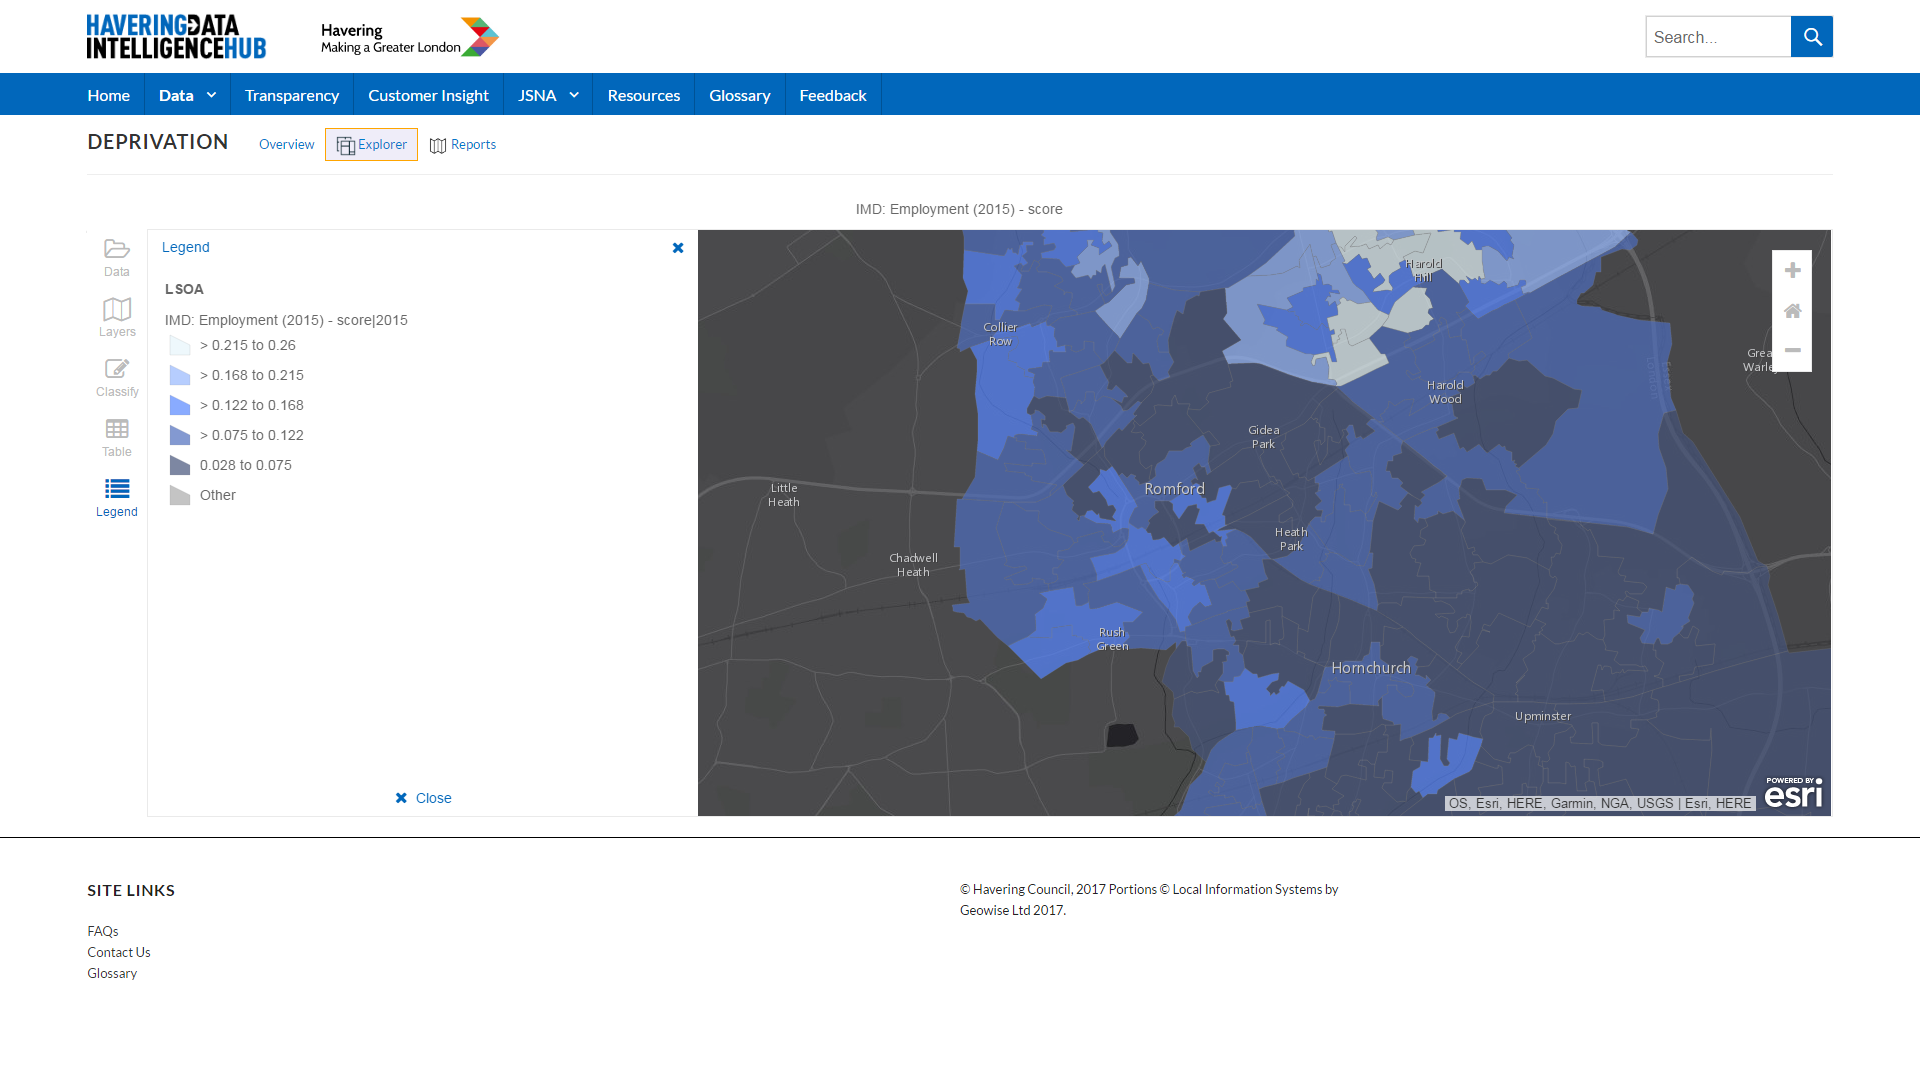 HAVERINGDATA
INTELLIGENCEHUB
Havering
Making a Greater London
Search...
Home
Data
Transparency
Customer Insight
JSNA
Resources
Glossary
Feedback
DEPRIVATION
Overview
Explorer
Reports
IMD: Employment (2015) - score
Data
Layers
Classify
Table
Legend
Legend
LSOA
IMD: Employment (2015) - score|2015
> 0.215 to 0.26
> 0.168 to 0.215
> 0.122 to 0.168
> 0.075 to 0.122
0.028 to 0.075
Other
Close
Harold
Hill
Collier
Row
Harold
Wood
Gidea
Park
Little
Heath
Romford
Heath
Park
Chadwell
Heath
Rush
Green
Hornchurch
Upminster
POWERED BY
esri
OS, Esri, HERE, Garmin, NGA, USGS | Esri, HERE
SITE LINKS
FAQs
Contact Us
Glossary
© Havering Council, 2017 Portions © Local Information Systems by
Geowise Ltd 2017.